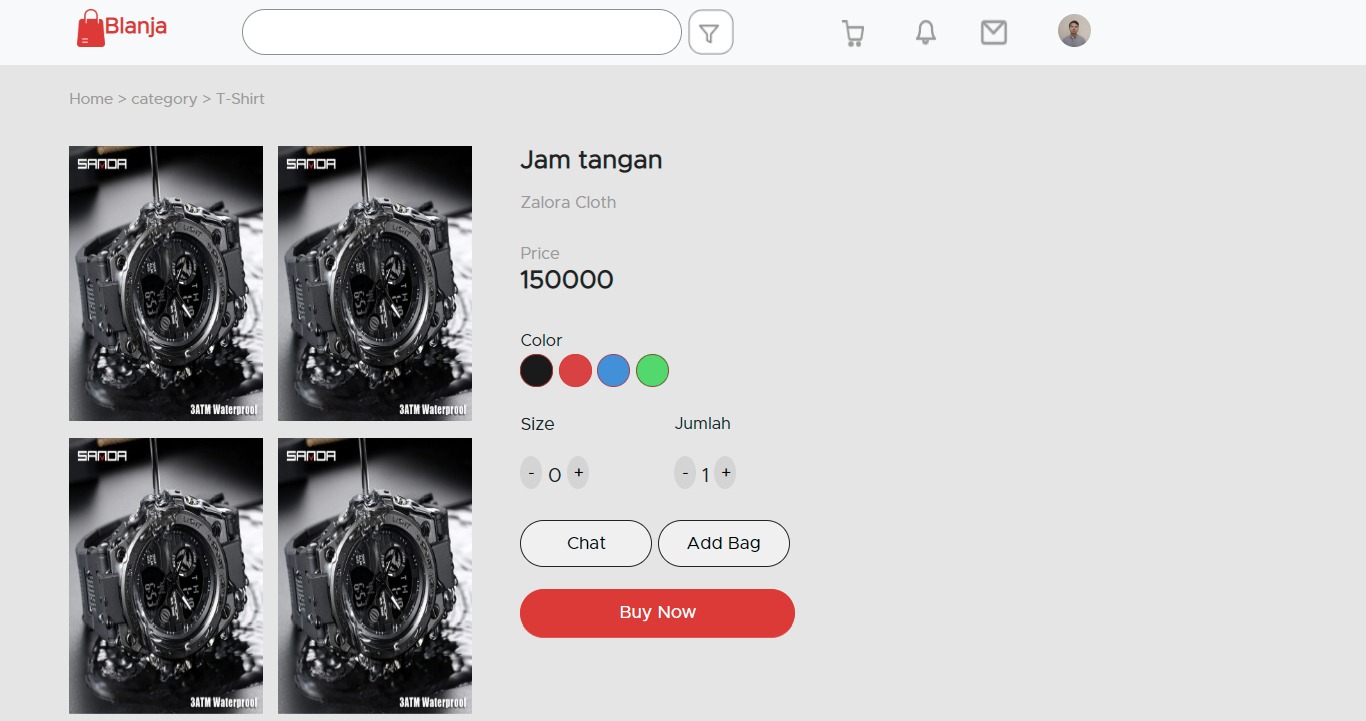 Blanja
Home > category > T-Shirt
SANDA
SANDA
3ATM Waterproof
3ATM Waterproof
SANDA
SANDA
3ATM Waterproof
3ATM Waterproof
Jam tangan
Zalora Cloth
Price
150000
Color
Size Jumlah
- 0 + - 1 +
Chat Add Bag
Buy Now